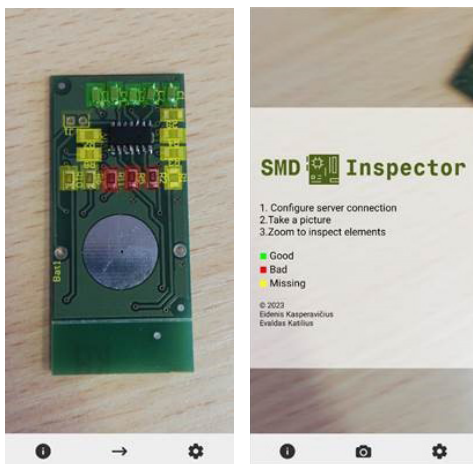 Bat1
SMD Inspector
1. Configure server connection
2.Take a picture
3.Zoom to inspect elements
Good
Bad
Missing
© 2023
Eidenis Kasperavičius
Evaldas Katilius